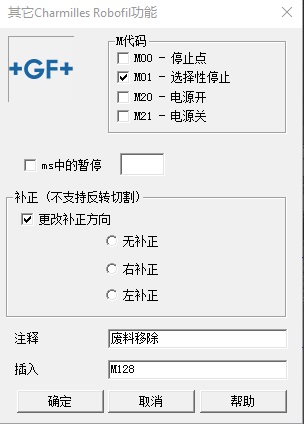 其它Charmilles Robofil功能
+GF+
M代码
M00 - 停止点
M01 - 选择性停止
M20 - 电源开
M21 - 电源关
ms中的暂停
补正 (不支持反转切割)
更改补正方向
无补正
右补正
左补正
注释
废料移除
插入
M128
确定
取消
帮助